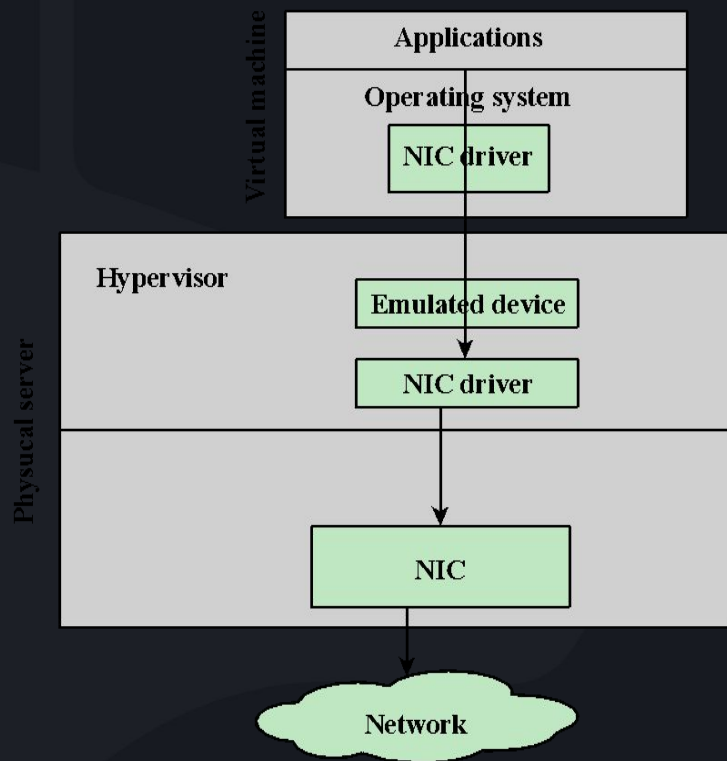 Virtual machine
Applications
Operating system
NIC driver
Physucal server
Hypervisor
Emulated device
NIC driver
NIC
Network